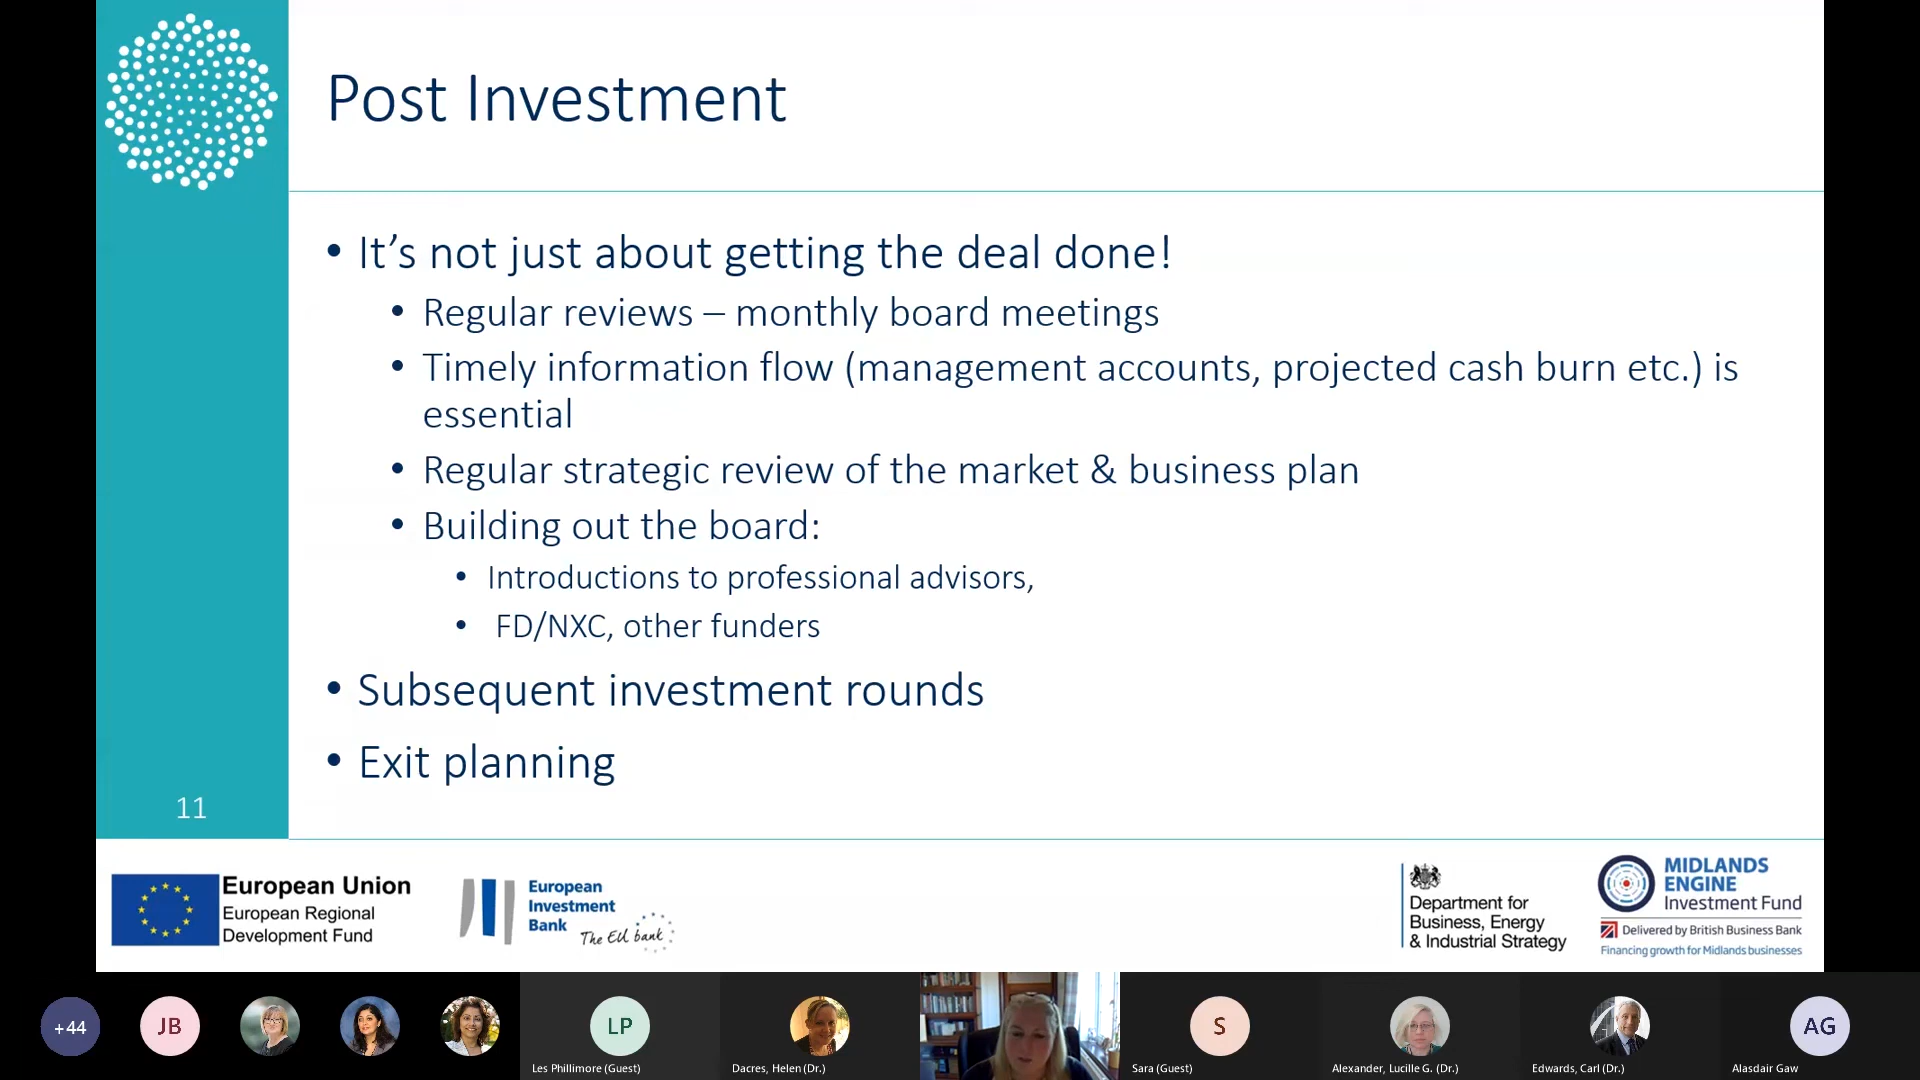 Post Investment
• It’s not just about getting the deal done!
• Regular reviews – monthly board meetings
• Timely information flow (management accounts, projected cash burn etc.) is
essential
• Regular strategic review of the market & business plan
• Building out the board:
• Introductions to professional advisors,
• FD/NXC, other funders
• Subsequent investment rounds
• Exit planning
11
European Union
European Regional
Development Fund
European
Investment
Bank
The EU bank
Department for
Business, Energy
& Industrial Strategy
MIDLANDS
ENGINE
Investment Fund
Delivered by British Business Bank
Financing growth for Midlands businesses
+44
JB
LP
S
AG
Les Phillimore (Guest)
Dacres, Helen (Dr.)
Sara (Guest)
Alexander, Lucille G. (Dr.)
Edwards, Carl (Dr.)
Alasdair Gaw